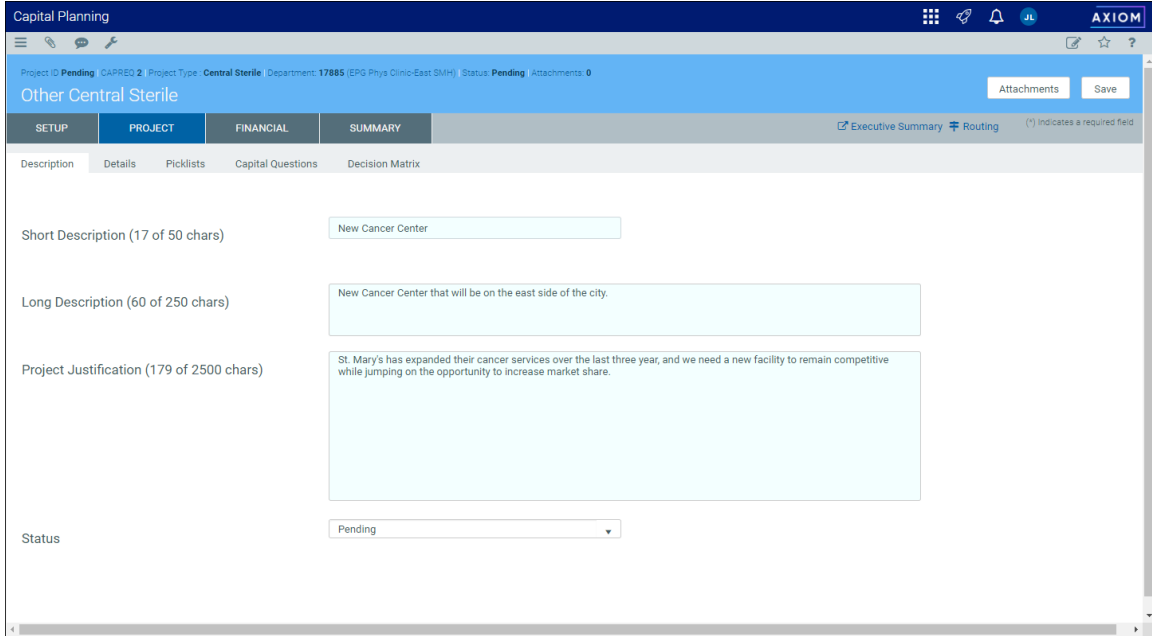 Capital Planning
JL
AXIOM
?
Project ID Pending | CAPREQ 2 | Project Type : Central Sterile | Department: 17885 (EPG Phys Clinic-East SMH) | Status: Pending | Attachments: 0
Other Central Sterile
Attachments
Save
SETUP
PROJECT
FINANCIAL
SUMMARY
Executive Summary
Routing
(*) Indicates a required field
Description
Details
Picklists
Capital Questions
Decision Matrix
Short Description (17 of 50 chars)
New Cancer Center
Long Description (60 of 250 chars)
New Cancer Center that will be on the east side of the city.
Project Justification (179 of 2500 chars)
St. Mary's has expanded their cancer services over the last three year, and we need a new facility to remain competitive
while jumping on the opportunity to increase market share.
Status
Pending